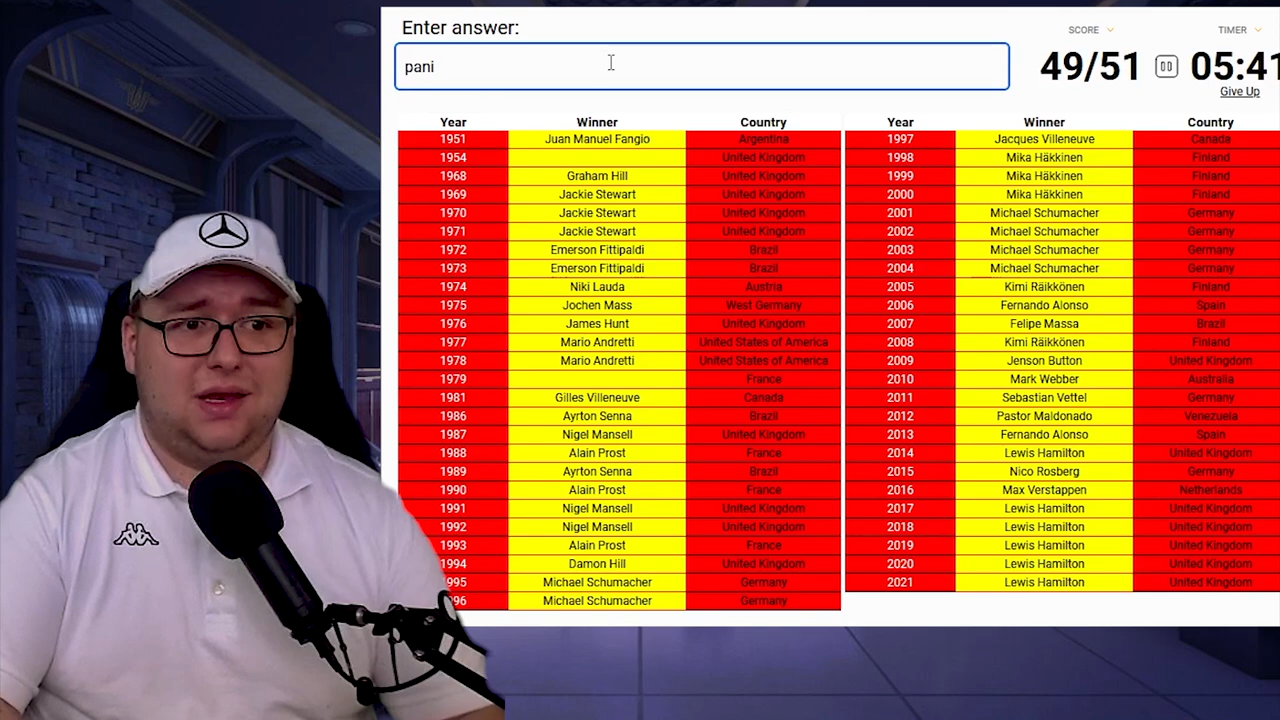 Enter answer:
SCORE
TIMER
pani
49/51
05:41
Give Up
Year Winner Country Year Winner Country
1951 Juan Manuel Fangio Argentina 1997 Jacques Villeneuve Canada
1954 United Kingdom 1998 Mika Häkkinen Finland
1968 Graham Hill United Kingdom 1999 Mika Häkkinen Finland
1969 Jackie Stewart United Kingdom 2000 Mika Häkkinen Finland
1970 Jackie Stewart United Kingdom 2001 Michael Schumacher Germany
1971 Jackie Stewart United Kingdom 2002 Michael Schumacher Germany
1972 Emerson Fittipaldi Brazil 2003 Michael Schumacher Germany
1973 Emerson Fittipaldi Brazil 2004 Michael Schumacher Germany
1974 Niki Lauda Austria 2005 Kimi Räikkönen Finland
1975 Jochen Mass West Germany 2006 Fernando Alonso Spain
1976 James Hunt United Kingdom 2007 Felipe Massa Brazil
1977 Mario Andretti United States of America 2008 Kimi Räikkönen Finland
1978 Mario Andretti United States of America 2009 Jenson Button United Kingdom
1979 France 2010 Mark Webber Australia
1981 Gilles Villeneuve Canada 2011 Sebastian Vettel Germany
1986 Ayrton Senna Brazil 2012 Pastor Maldonado Venezuela
1987 Nigel Mansell United Kingdom 2013 Fernando Alonso Spain
1988 Alain Prost France 2014 Lewis Hamilton United Kingdom
1989 Ayrton Senna Brazil 2015 Nico Rosberg Germany
1990 Alain Prost France 2016 Max Verstappen Netherlands
1991 Nigel Mansell United Kingdom 2017 Lewis Hamilton United Kingdom
1992 Nigel Mansell United Kingdom 2018 Lewis Hamilton United Kingdom
1993 Alain Prost France 2019 Lewis Hamilton United Kingdom
1994 Damon Hill United Kingdom 2020 Lewis Hamilton United Kingdom
995 Michael Schumacher Germany 2021 Lewis Hamilton United Kingdom
96 Michael Schumacher Germany